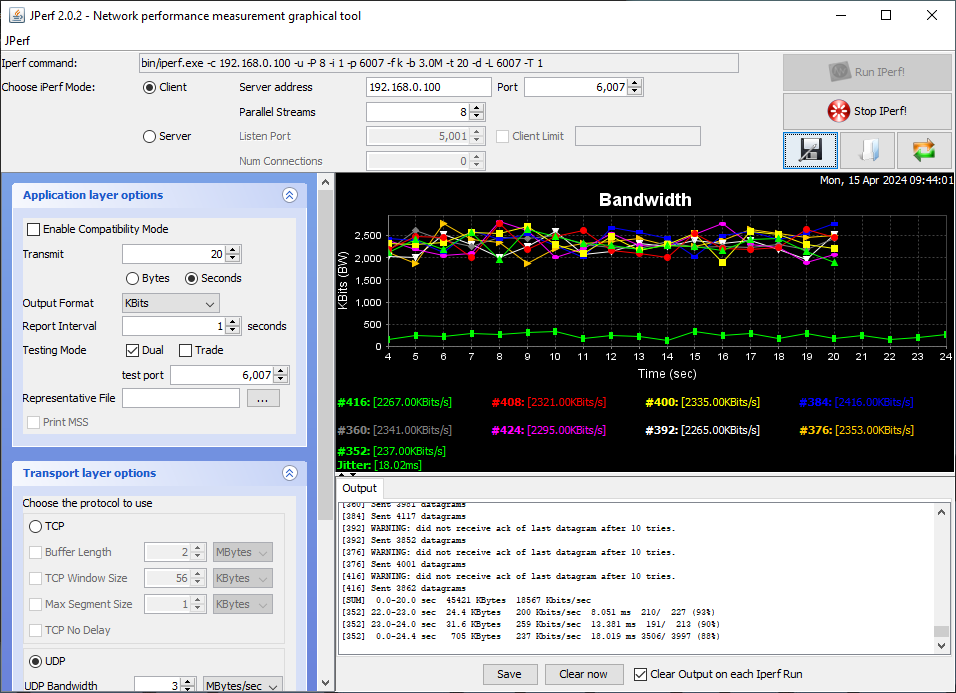 JPerf 2.0.2 - Network performance measurement graphical tool
JPerf
Iperf command: bin/iperf.exe -c 192.168.0.100 -u -P 8 -i 1 -p 6007 -f k -b 3.0M -t 20 -d -L 6007 -T 1
Run IPerf!
Choose iPerf Mode: Client Server address 192.168.0.100 Port 6,007
Parallel Streams 8
Stop IPerf!
Server Listen Port 5,001 Client Limit
Num Connections 0
Application layer options
Enable Compatibility Mode
Transmit 20
Bytes Seconds
Output Format KBits
Report Interval 1 seconds
Testing Mode Dual Trade
test port 6,007
Representative File ...
Print MSS
Transport layer options
Choose the protocol to use
TCP
Buffer Length 2 MBytes
TCP Window Size 56 KBytes
Max Segment Size 1 KBytes
TCP No Delay
UDP
UDP Bandwidth 3 MBytes/sec
Mon, 15 Apr 2024 09:44:01
Bandwidth
KBits (BW)
2,500
2,000
1,500
1,000
500
0
4 5 6 7 8 9 10 11 12 13 14 15 16 17 18 19 20 21 22 23 24
Time (sec)
#416: [2267.00KBits/s] #408: [2321.00KBits/s] #400: [2335.00KBits/s] #384: [2416.00KBits/s]
#360: [2341.00KBits/s] #424: [2295.00KBits/s] #392: [2265.00KBits/s] #376: [2353.00KBits/s]
#352: [237.00KBits/s]
Jitter: [18.02ms]
Output
[360] Sent 3981 datagrams
[384] Sent 4117 datagrams
[392] WARNING: did not receive ack of last datagram after 10 tries.
[392] Sent 3852 datagrams
[376] WARNING: did not receive ack of last datagram after 10 tries.
[376] Sent 4001 datagrams
[416] WARNING: did not receive ack of last datagram after 10 tries.
[416] Sent 3862 datagrams
[SUM] 0.0-20.0 sec 45421 KBytes 18567 Kbits/sec
[352] 22.0-23.0 sec 24.4 KBytes 200 Kbits/sec 8.051 ms 210/ 227 (93%)
[352] 23.0-24.0 sec 31.6 KBytes 259 Kbits/sec 13.381 ms 191/ 213 (90%)
[352] 0.0-24.4 sec 705 KBytes 237 Kbits/sec 18.019 ms 3506/ 3997 (88%)
Save Clear now Clear Output on each Iperf Run